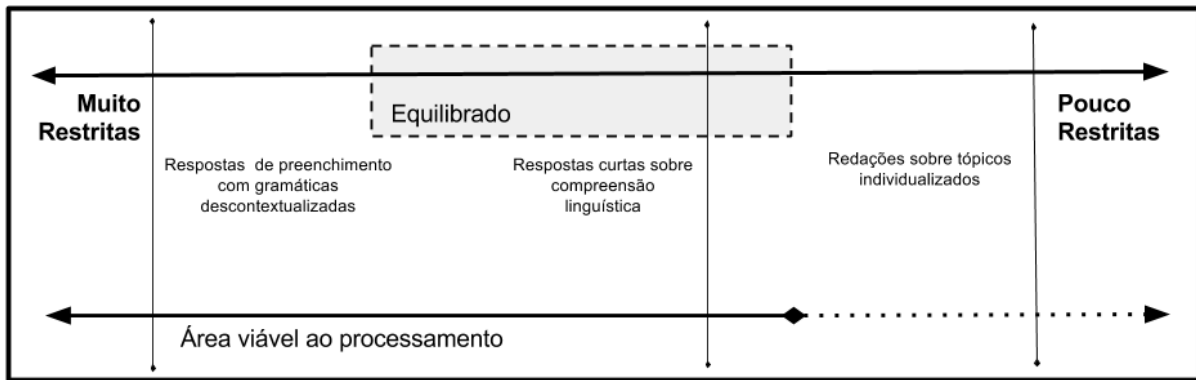 Muito
Restritas
Equilibrado
Pouco
Restritas
Respostas de preenchimento
com gramáticas
descontextualizadas
Respostas curtas sobre
compreensão
linguística
Redações sobre tópicos
individualizados
Área viável ao processamento